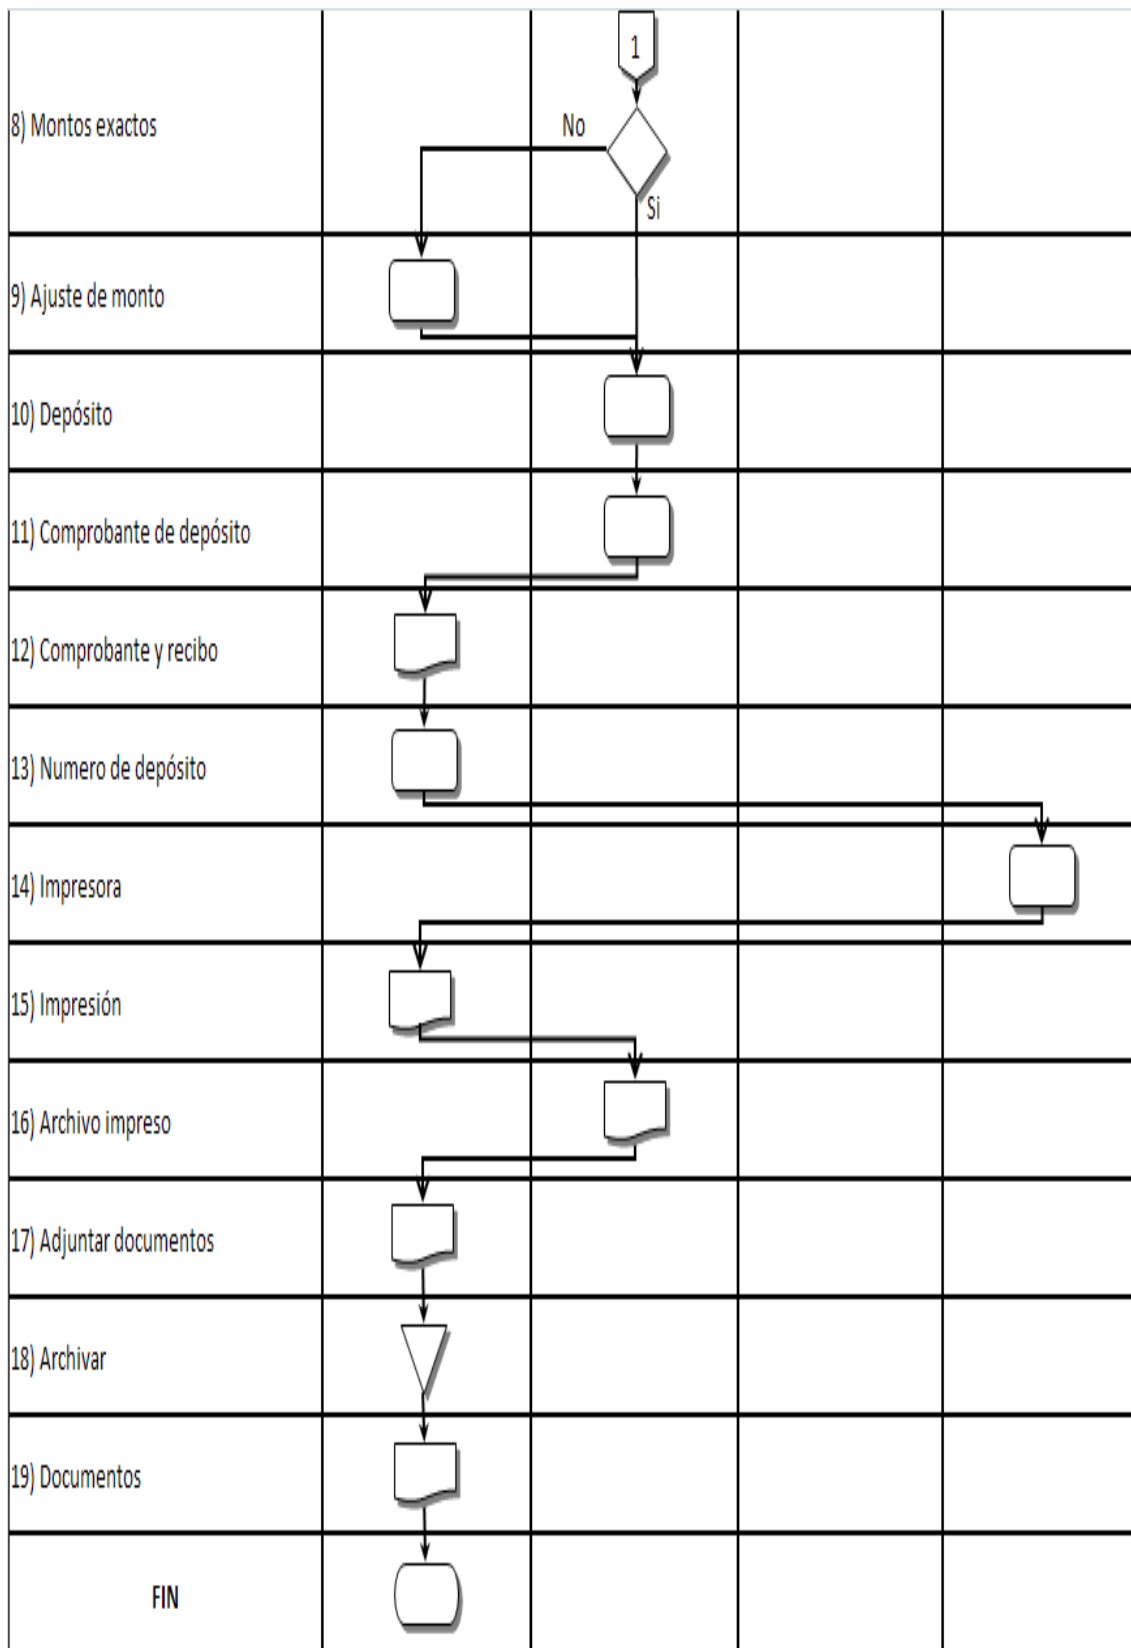 1
8) Montos exactos
No
Si
9) Ajuste de monto
10) Depósito
11) Comprobante de depósito
12) Comprobante y recibo
13) Numero de depósito
14) Impresora
15) Impresión
16) Archivo impreso
17) Adjuntar documentos
18) Archivar
19) Documentos
FIN